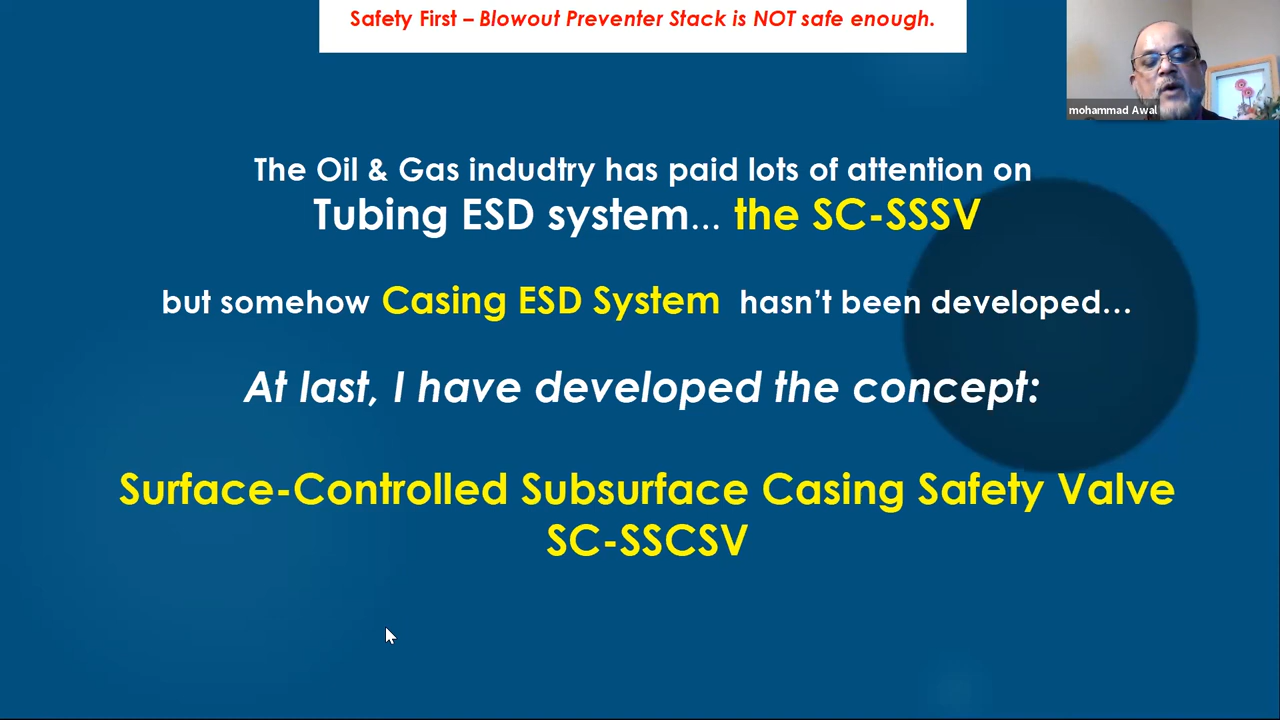 Safety First – Blowout Preventer Stack is NOT safe enough.
mohammad Awal
The Oil & Gas indudtry has paid lots of attention on
Tubing ESD system... the SC-SSSV
but somehow Casing ESD System hasn’t been developed...
At last, I have developed the concept:
Surface-Controlled Subsurface Casing Safety Valve
SC-SSCSV